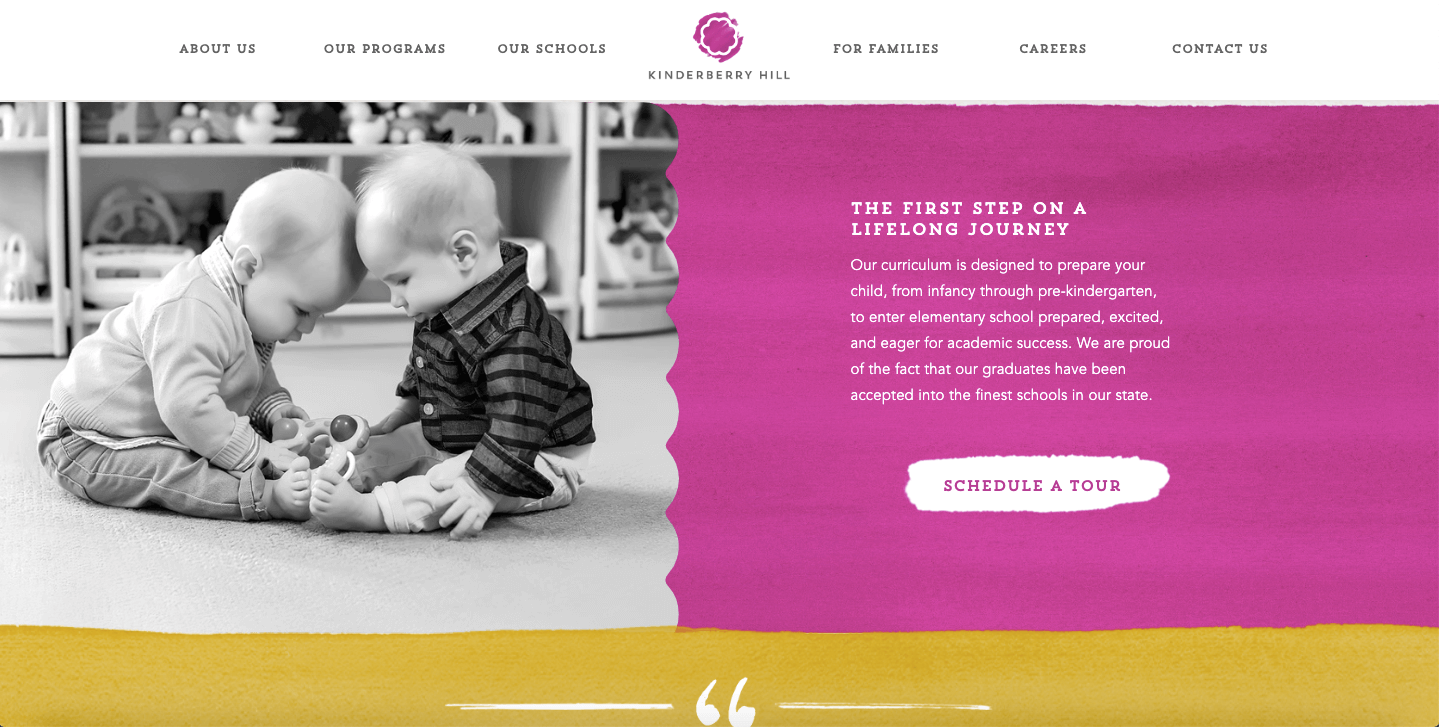 ABOUT US
OUR PROGRAMS
OUR SCHOOLS
KINDERBERRY HILL
FOR FAMILIES
CAREERS
CONTACT US
THE FIRST STEP ON A
LIFELONG JOURNEY
Our curriculum is designed to prepare your
child, from infancy through pre-kindergarten,
to enter elementary school prepared, excited,
and eager for academic success. We are proud
of the fact that our graduates have been
accepted into the finest schools in our state.
SCHEDULE A TOUR
“